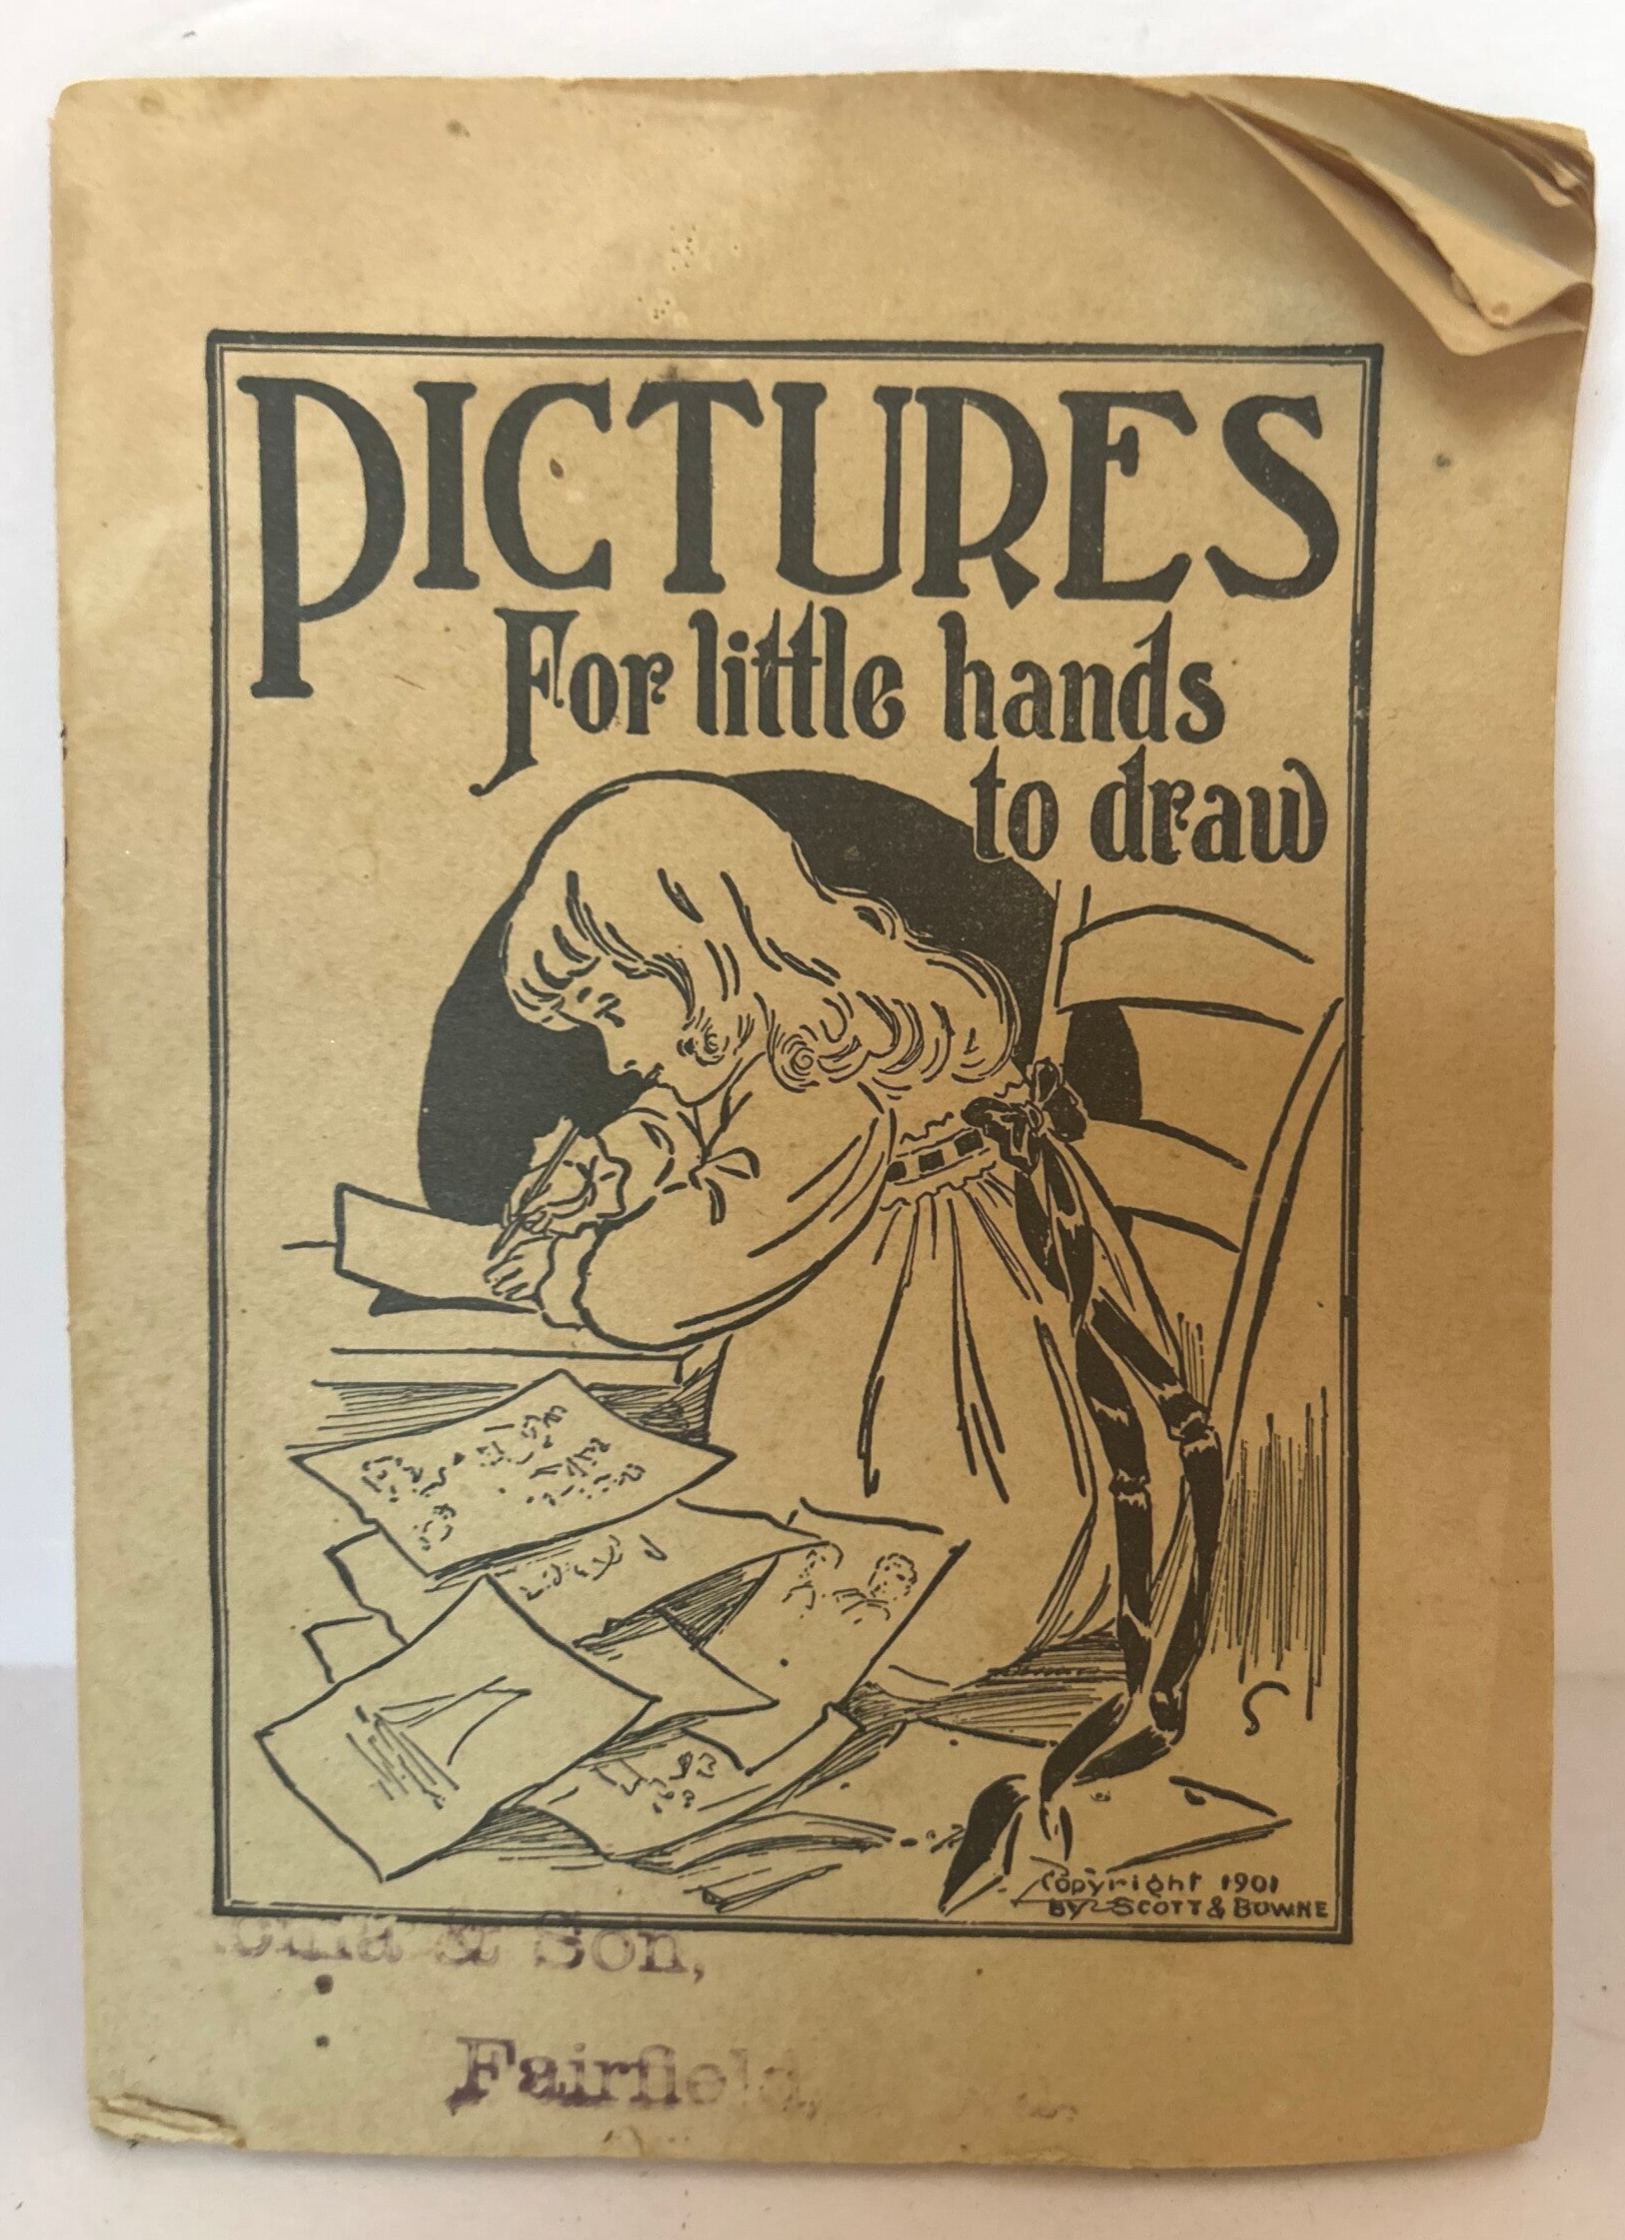 PICTURES
For little hands
to draw
Copyright 1901
BY SCOTT & BOWNE
& Son,
Fairfield,